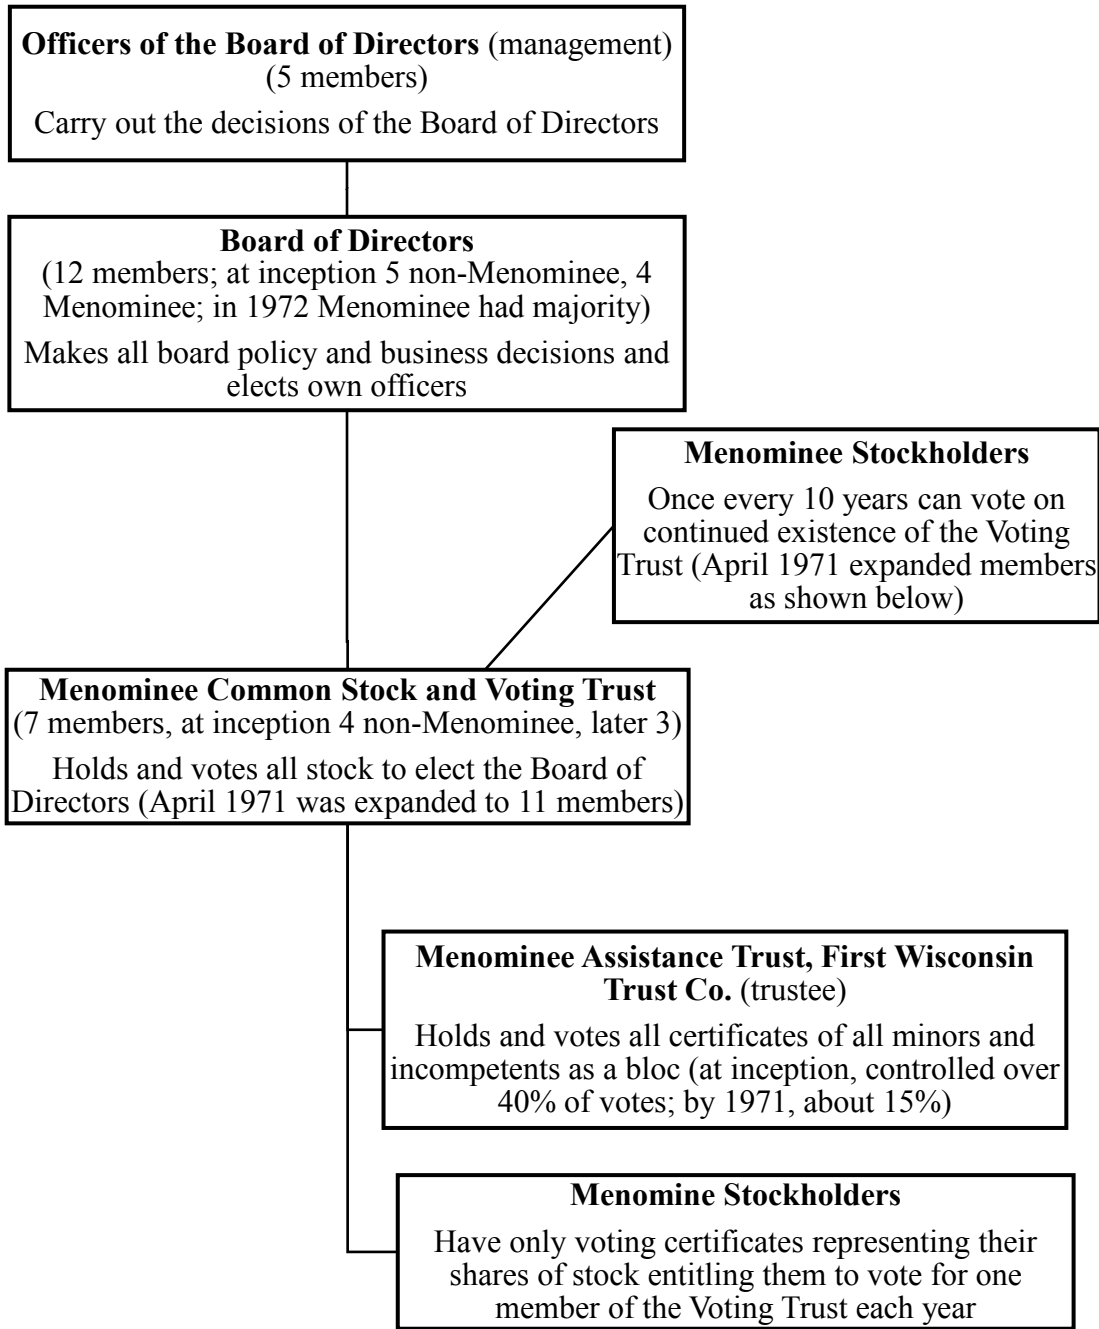 Officers of the Board of Directors (management)
(5 members)
Carry out the decisions of the Board of Directors
Board of Directors
(12 members; at inception 5 non-Menominee, 4
Menominee; in 1972 Menominee had majority)
Makes all board policy and business decisions and
elects own officers
Menominee Stockholders
Once every 10 years can vote on
continued existence of the Voting
Trust (April 1971 expanded members
as shown below)
Menominee Common Stock and Voting Trust
(7 members, at inception 4 non-Menominee, later 3)
Holds and votes all stock to elect the Board of
Directors (April 1971 was expanded to 11 members)
Menominee Assistance Trust, First Wisconsin
Trust Co. (trustee)
Holds and votes all certificates of all minors and
incompetents as a bloc (at inception, controlled over
40% of votes; by 1971, about 15%)
Menomine Stockholders
Have only voting certificates representing their
shares of stock entitling them to vote for one
member of the Voting Trust each year